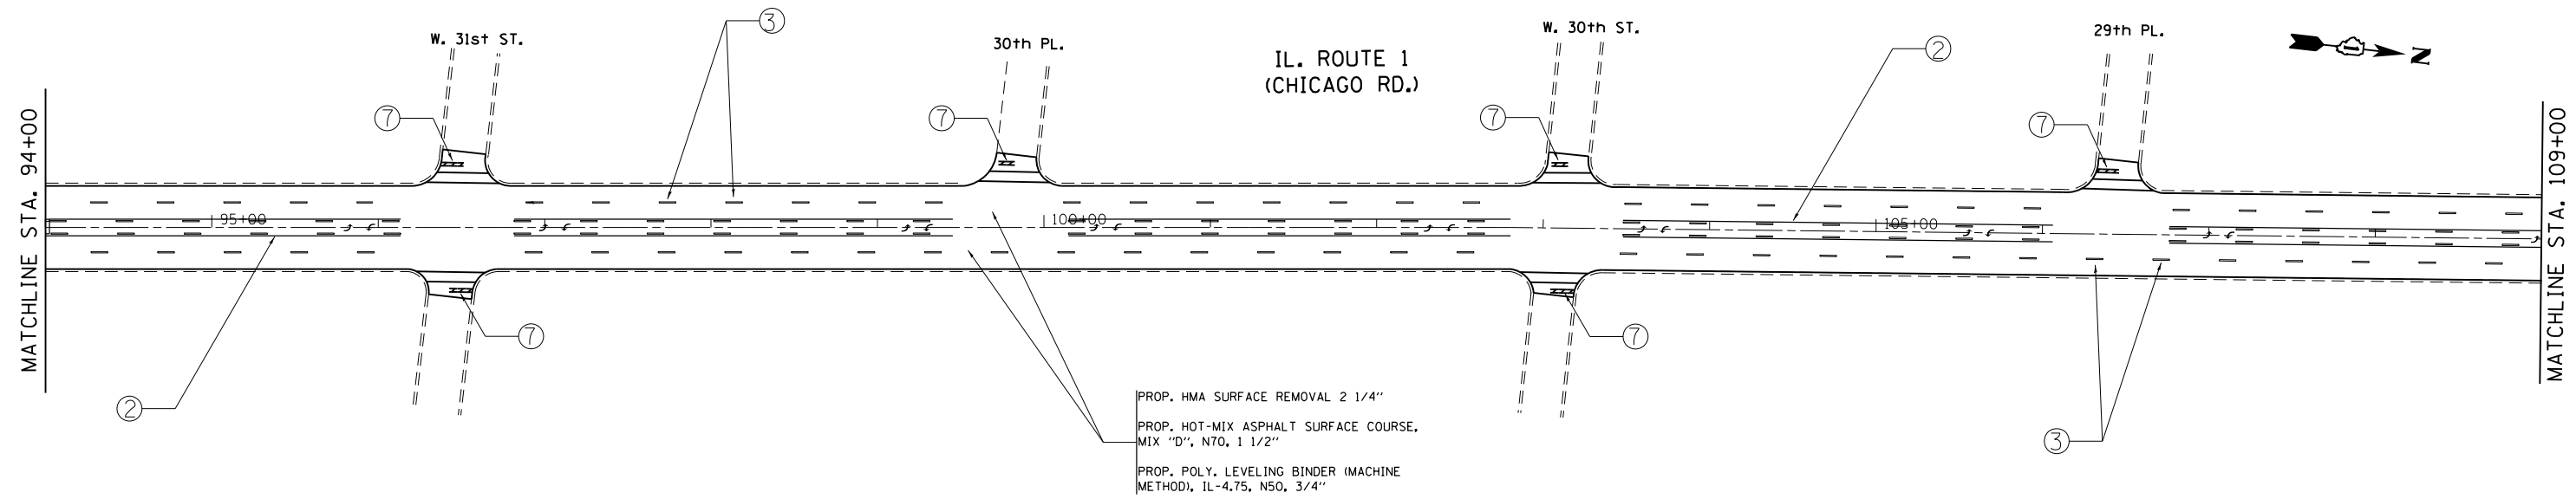 W. 31st ST.
3
30th PL.
IL. ROUTE 1
(CHICAGO RD.)
W. 30th ST.
2
29th PL.
1
N
7
7
7
7
MATCHLINE STA. 94+00
95+00
100+00
105+00
MATCHLINE STA. 109+00
7
7
2
3
PROP. HMA SURFACE REMOVAL 2 1/4"
PROP. HOT-MIX ASPHALT SURFACE COURSE,
MIX "D", N70, 1 1/2"
PROP. POLY. LEVELING BINDER (MACHINE
METHOD), IL-4.75, N50, 3/4"